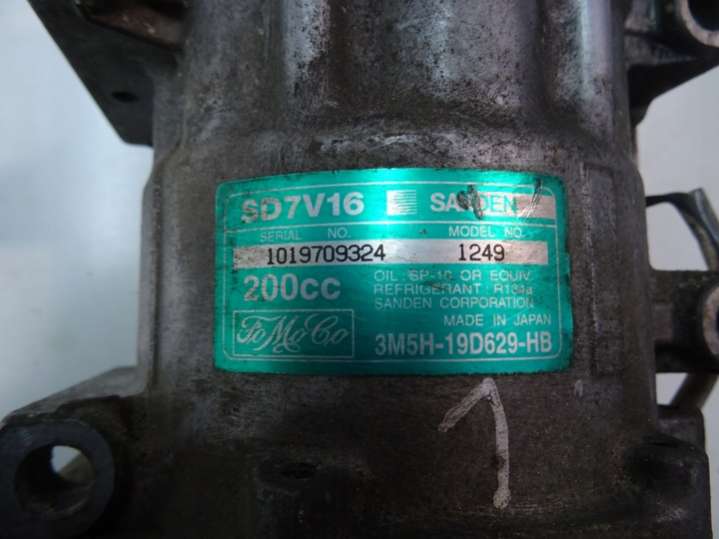 SD7V16 SANDEN
SERIAL NO. MODEL NO.
1019709324 1249
OIL : SP-10 OR EQUIV.
200cc REFRIGERANT : R134a
SANDEN CORPORATION
MADE IN JAPAN
FoMoCo 3M5H-19D629-HB
1